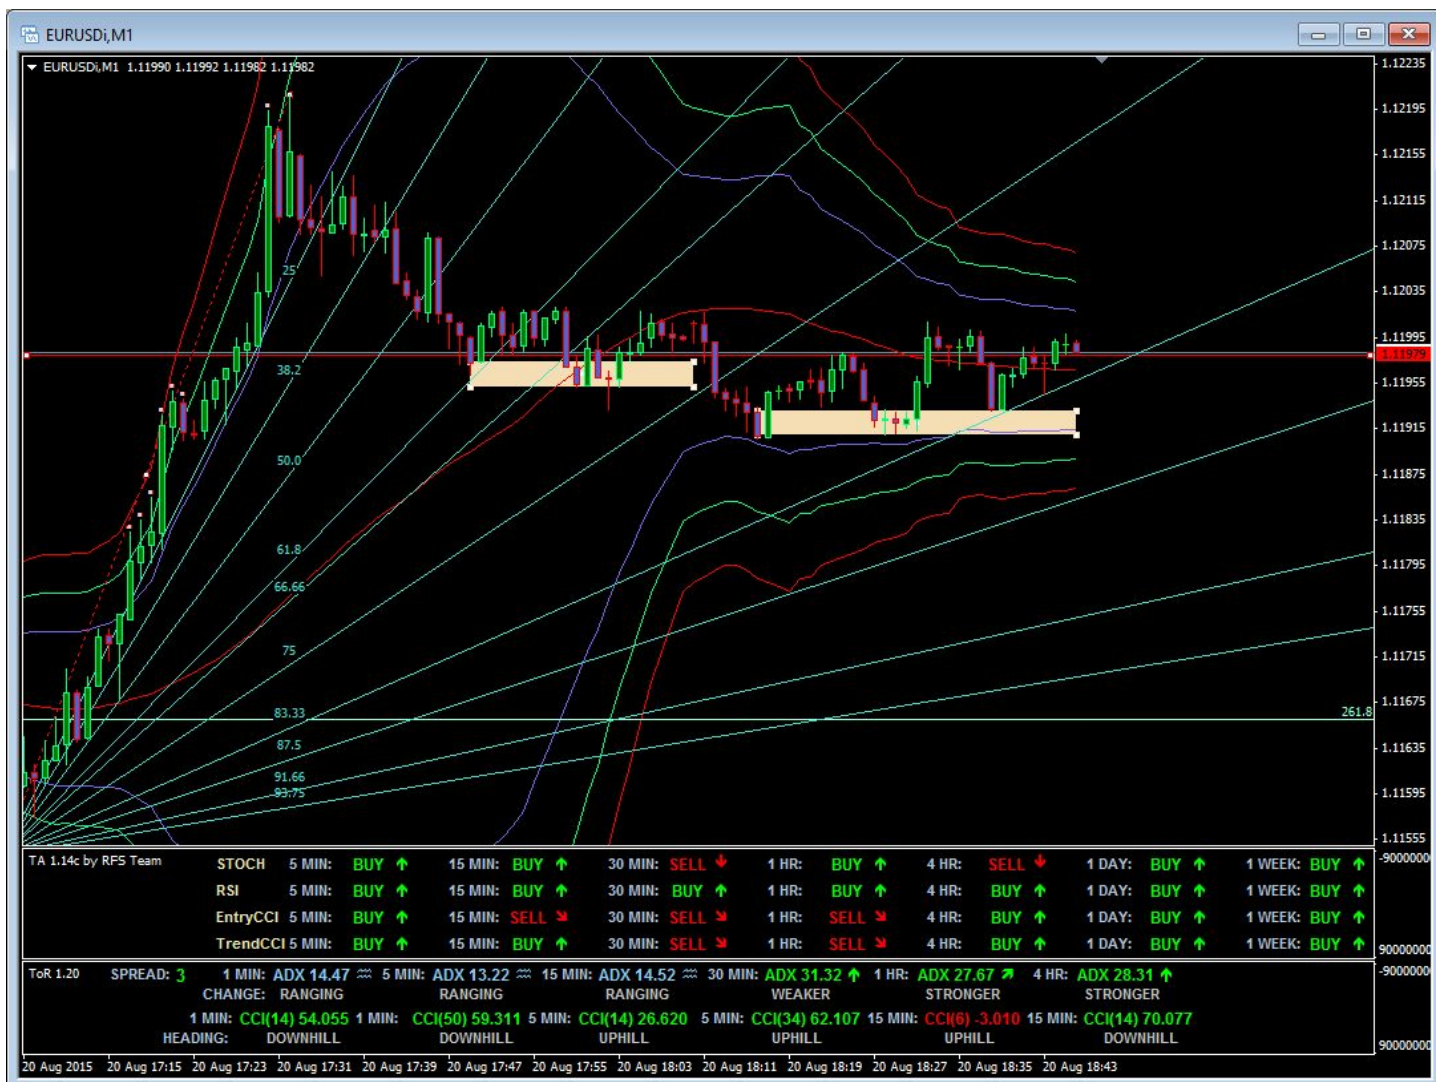 EURUSDi,M1
EURUSDi,M1 1.11990 1.11992 1.11982 1.11982
1.12235
1.12195
1.12155
1.12115
1.12075
1.12035
1.11995
1.11979
1.11955
1.11915
1.11875
1.11835
1.11795
1.11755
1.11715
1.11675
1.11635
1.11595
1.11555
25
38.2
50.0
61.8
66.66
75
83.33
87.5
91.66
93.75
261.8
TA 1.14c by RFS Team
STOCH 5 MIN: BUY 15 MIN: BUY 30 MIN: SELL 1 HR: BUY 4 HR: SELL 1 DAY: BUY 1 WEEK: BUY
RSI 5 MIN: BUY 15 MIN: BUY 30 MIN: BUY 1 HR: BUY 4 HR: BUY 1 DAY: BUY 1 WEEK: BUY
EntryCCI 5 MIN: BUY 15 MIN: SELL 30 MIN: SELL 1 HR: SELL 4 HR: BUY 1 DAY: BUY 1 WEEK: BUY
TrendCCI 5 MIN: BUY 15 MIN: BUY 30 MIN: SELL 1 HR: SELL 4 HR: BUY 1 DAY: BUY 1 WEEK: BUY
-90000000
90000000
ToR 1.20 SPREAD: 3 1 MIN: ADX 14.47 5 MIN: ADX 13.22 15 MIN: ADX 14.52 30 MIN: ADX 31.32 1 HR: ADX 27.67 4 HR: ADX 28.31
CHANGE: RANGING RANGING RANGING WEAKER STRONGER STRONGER
1 MIN: CCI(14) 54.055 1 MIN: CCI(50) 59.311 5 MIN: CCI(14) 26.620 5 MIN: CCI(34) 62.107 15 MIN: CCI(6) -3.010 15 MIN: CCI(14) 70.077
HEADING: DOWNHILL DOWNHILL UPHILL UPHILL UPHILL DOWNHILL
-90000000
90000000
20 Aug 2015 20 Aug 17:15 20 Aug 17:23 20 Aug 17:31 20 Aug 17:39 20 Aug 17:47 20 Aug 17:55 20 Aug 18:03 20 Aug 18:11 20 Aug 18:19 20 Aug 18:27 20 Aug 18:35 20 Aug 18:43